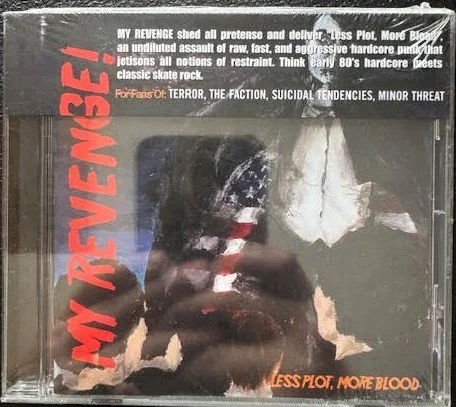 MY REVENGE shed all pretense and deliver "Less Plot, More Blood",
an undiluted assault of raw, fast, and aggressive hardcore punk that
jetisons all notions of restraint. Think early 80's hardcore meets
classic skate rock.
For Fans Of: TERROR, THE FACTION, SUICIDAL TENDENCIES, MINOR THREAT
MY REVENGE!
LESS PLOT, MORE BLOOD